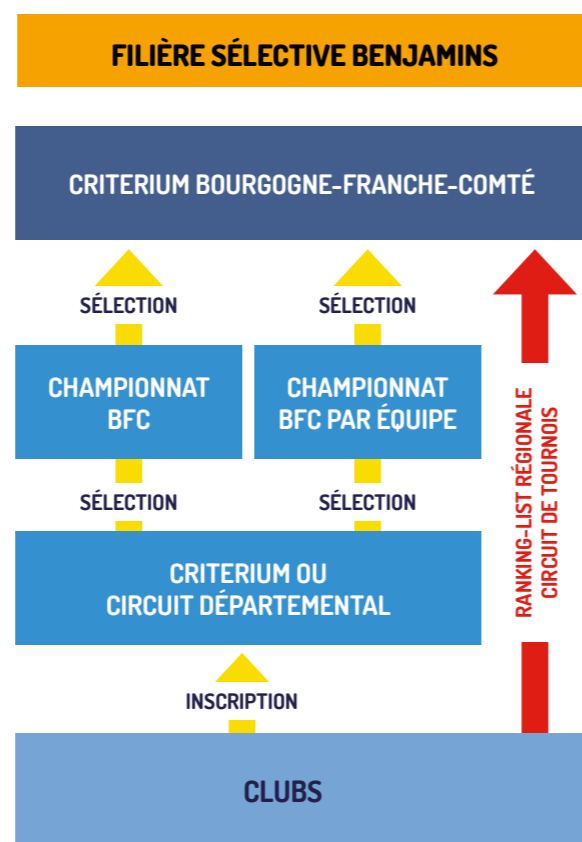 FILIÈRE SÉLECTIVE BENJAMINS
CRITERIUM BOURGOGNE-FRANCHE-COMTÉ
SÉLECTION
SÉLECTION
CHAMPIONNAT
BFC
CHAMPIONNAT
BFC PAR ÉQUIPE
SÉLECTION
SÉLECTION
CRITERIUM OU
CIRCUIT DÉPARTEMENTAL
INSCRIPTION
RANKING-LIST RÉGIONALE
CIRCUIT DE TOURNOIS
CLUBS